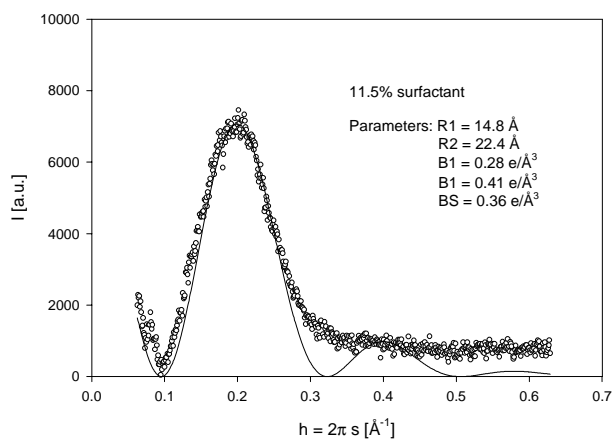 10000
8000
6000
4000
2000
0
I [a.u.]
11.5% surfactant
Parameters: R1 = 14.8 Å
R2 = 22.4 Å
B1 = 0.28 e/Å³
B1 = 0.41 e/Å³
BS = 0.36 e/Å³
0.0 0.1 0.2 0.3 0.4 0.5 0.6 0.7
h = 2π s [Å⁻¹]